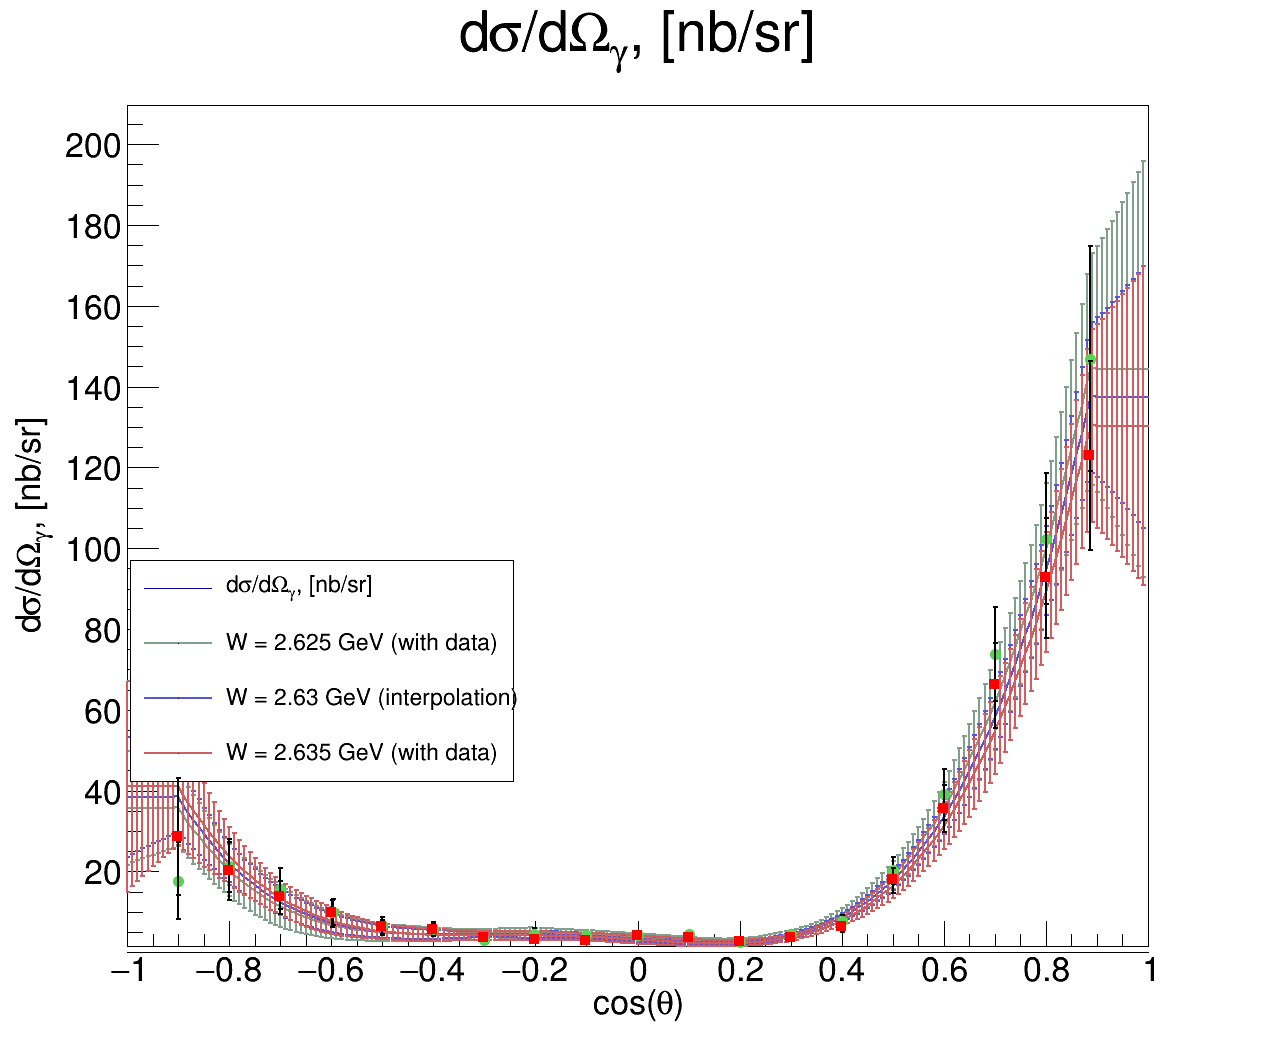 dσ/dΩγ, [nb/sr]
200
180
160
140
120
100
80
60
40
20
dσ/dΩγ, [nb/sr]
dσ/dΩγ, [nb/sr]
W = 2.625 GeV (with data)
W = 2.63 GeV (interpolation)
W = 2.635 GeV (with data)
−1 −0.8 −0.6 −0.4 −0.2 0 0.2 0.4 0.6 0.8 1
cos(θ)